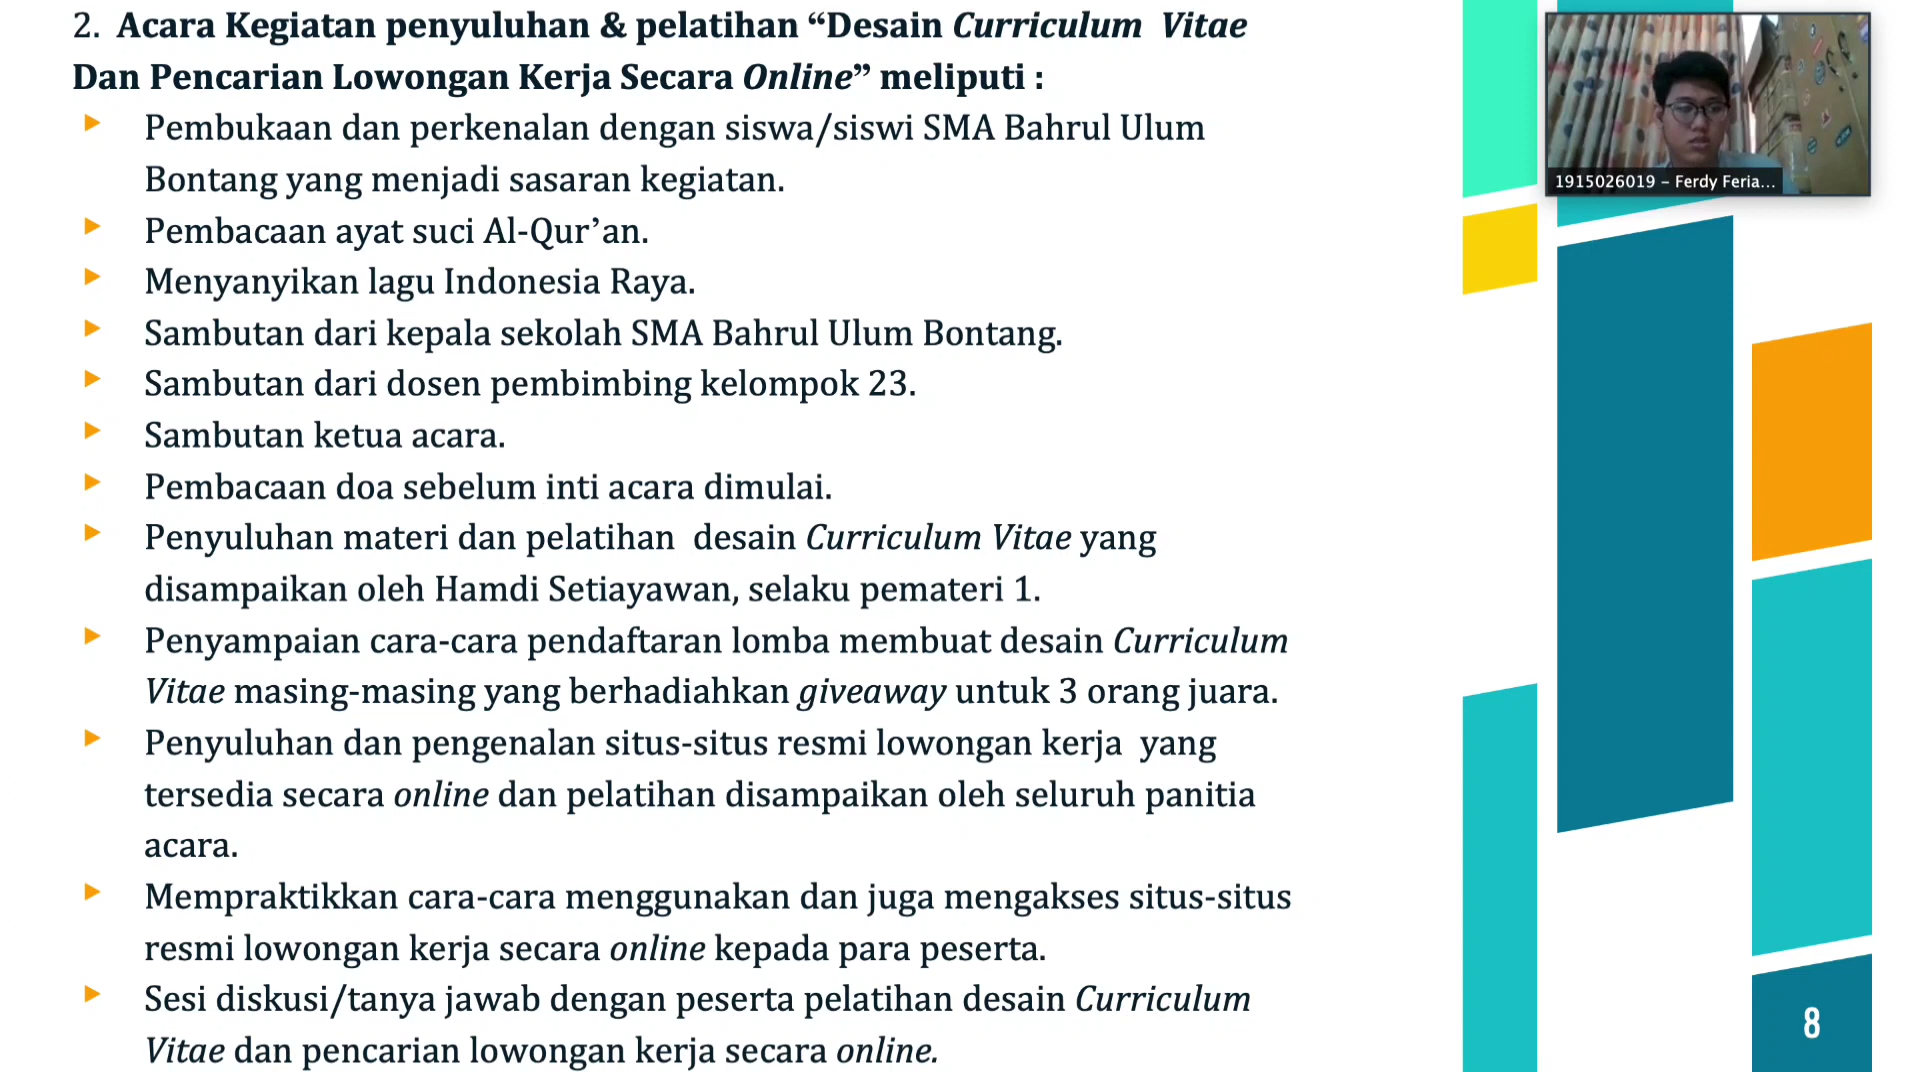 2. Acara Kegiatan penyuluhan & pelatihan “Desain Curriculum Vitae
Dan Pencarian Lowongan Kerja Secara Online” meliputi :
Pembukaan dan perkenalan dengan siswa/siswi SMA Bahrul Ulum
Bontang yang menjadi sasaran kegiatan.
Pembacaan ayat suci Al-Qur’an.
Menyanyikan lagu Indonesia Raya.
Sambutan dari kepala sekolah SMA Bahrul Ulum Bontang.
Sambutan dari dosen pembimbing kelompok 23.
Sambutan ketua acara.
Pembacaan doa sebelum inti acara dimulai.
Penyuluhan materi dan pelatihan desain Curriculum Vitae yang
disampaikan oleh Hamdi Setiayawan, selaku pemateri 1.
Penyampaian cara-cara pendaftaran lomba membuat desain Curriculum
Vitae masing-masing yang berhadiahkan giveaway untuk 3 orang juara.
Penyuluhan dan pengenalan situs-situs resmi lowongan kerja yang
tersedia secara online dan pelatihan disampaikan oleh seluruh panitia
acara.
Mempraktikkan cara-cara menggunakan dan juga mengakses situs-situs
resmi lowongan kerja secara online kepada para peserta.
Sesi diskusi/tanya jawab dengan peserta pelatihan desain Curriculum
Vitae dan pencarian lowongan kerja secara online.
1915026019 – Ferdy Feria...
8